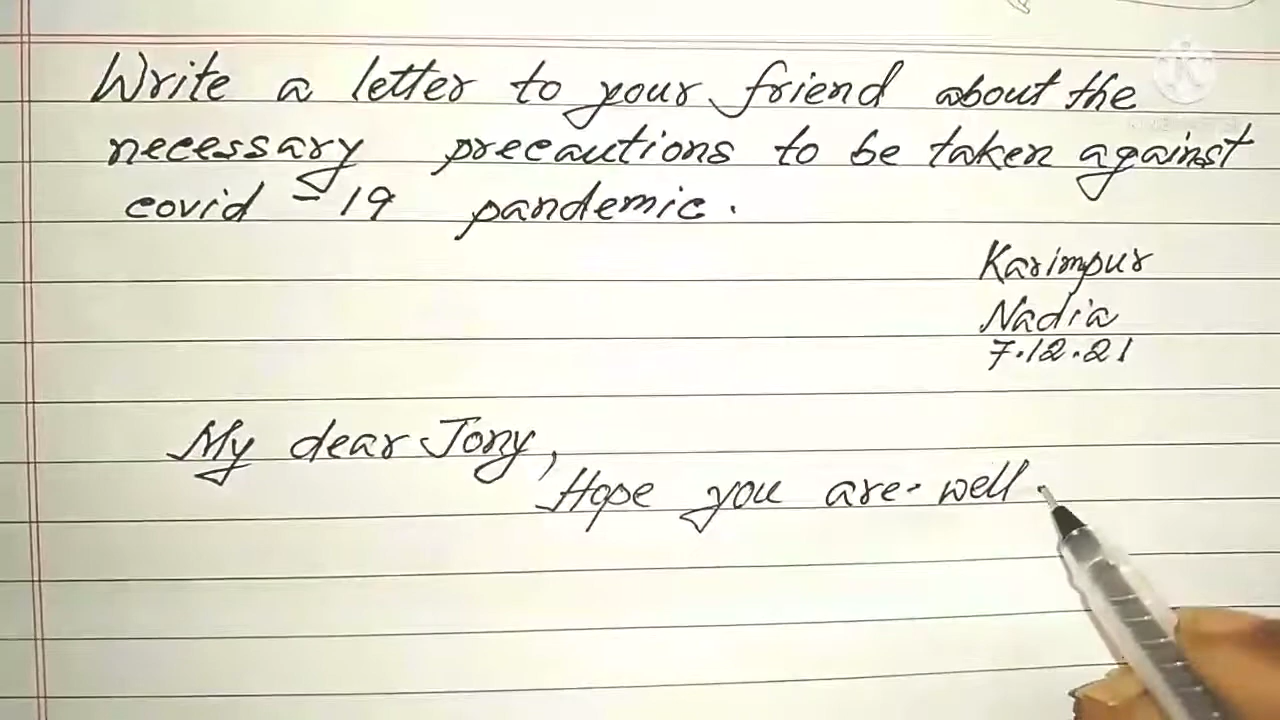 Write a letter to your friend about the
necessary precautions to be taken against
covid-19 pandemic.
Karimpur
Nadia
7.12.21
My dear Jony,
Hope you are well.